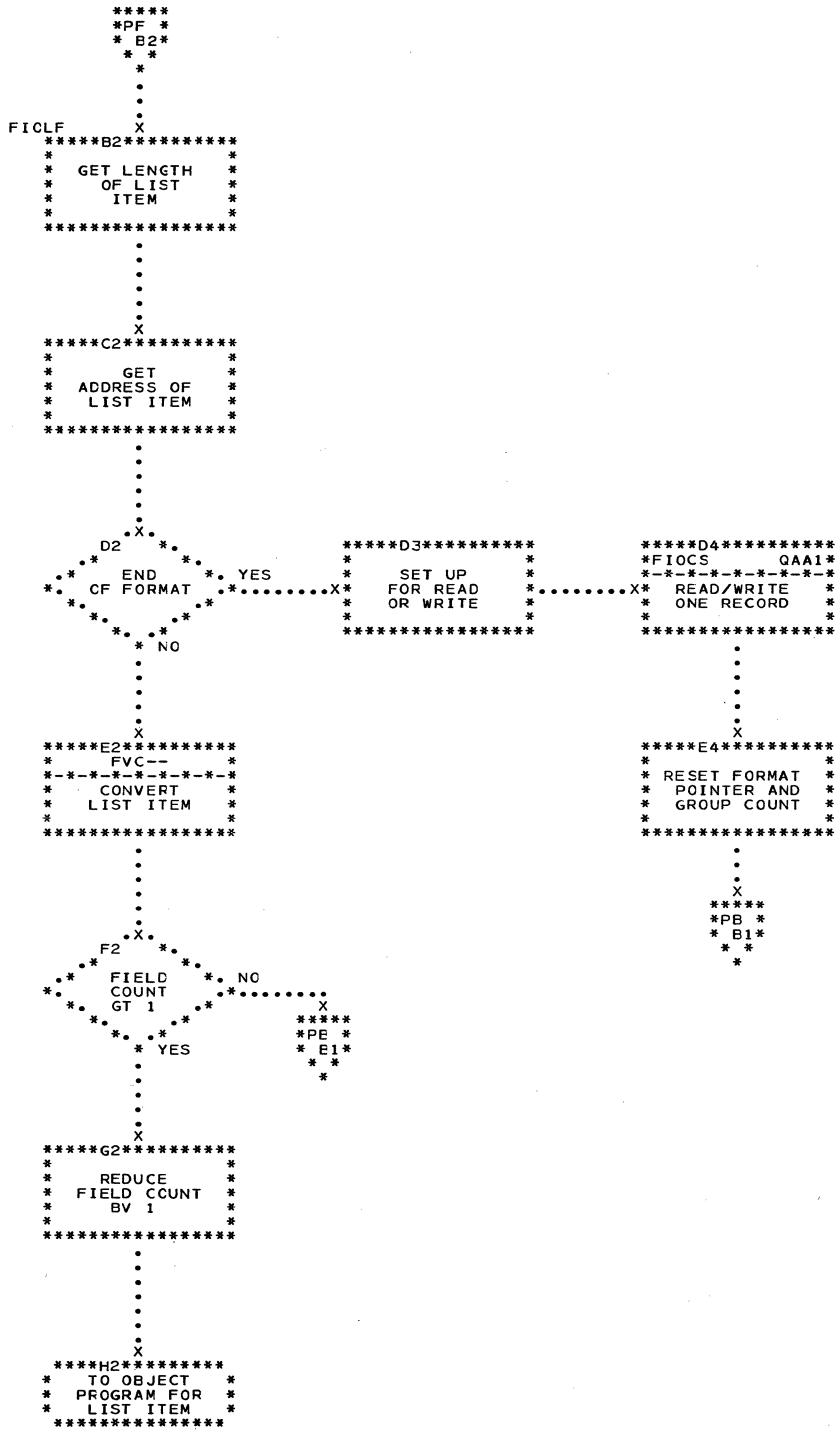 PF
B2
FICLF
B2
GET LENGTH
OF LIST
ITEM
C2
GET
ADDRESS OF
LIST ITEM
D2
END
CF FORMAT
YES
NO
D3
SET UP
FOR READ
OR WRITE
D4
FIOCS QAA1
READ/WRITE
ONE RECORD
E2
FVC--
CONVERT
LIST ITEM
E4
RESET FORMAT
POINTER AND
GROUP COUNT
PB
B1
F2
FIELD
COUNT
GT 1
NO
YES
PB
B1
G2
REDUCE
FIELD COUNT
BY 1
H2
TO OBJECT
PROGRAM FOR
LIST ITEM